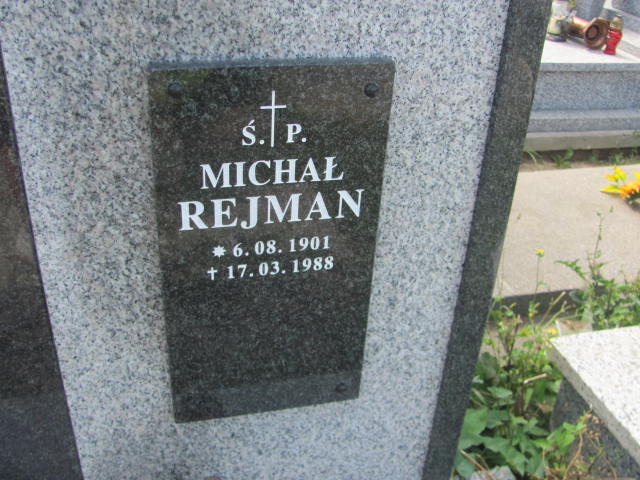 Ś. P.
MICHAŁ
REJMAN
* 6. 08. 1901
† 17. 03. 1988